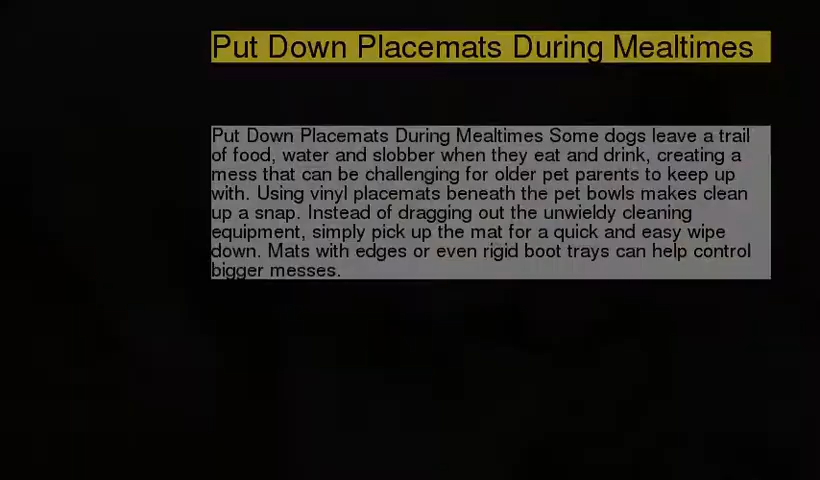 Put Down Placemats During Mealtimes
Put Down Placemats During Mealtimes Some dogs leave a trail
of food, water and slobber when they eat and drink, creating a
mess that can be challenging for older pet parents to keep up
with. Using vinyl placemats beneath the pet bowls makes clean
up a snap. Instead of dragging out the unwieldy cleaning
equipment, simply pick up the mat for a quick and easy wipe
down. Mats with edges or even rigid boot trays can help control
bigger messes.